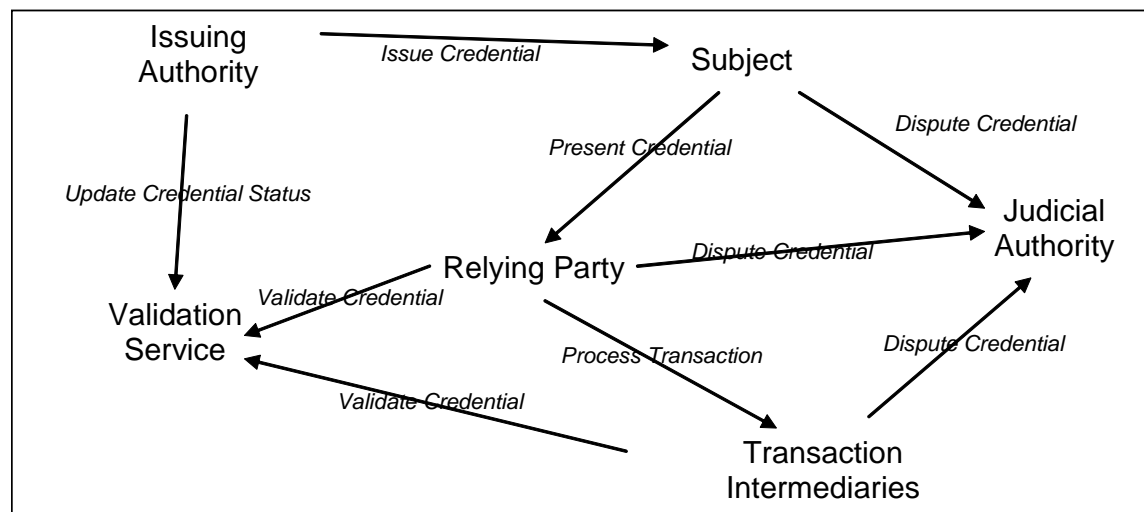 Issuing
Authority
Issue Credential
Subject
Dispute Credential
Present Credential
Update Credential Status
Judicial
Authority
Dispute Credential
Relying Party
Validate Credential
Validation
Service
Process Transaction
Dispute Credential
Validate Credential
Transaction
Intermediaries